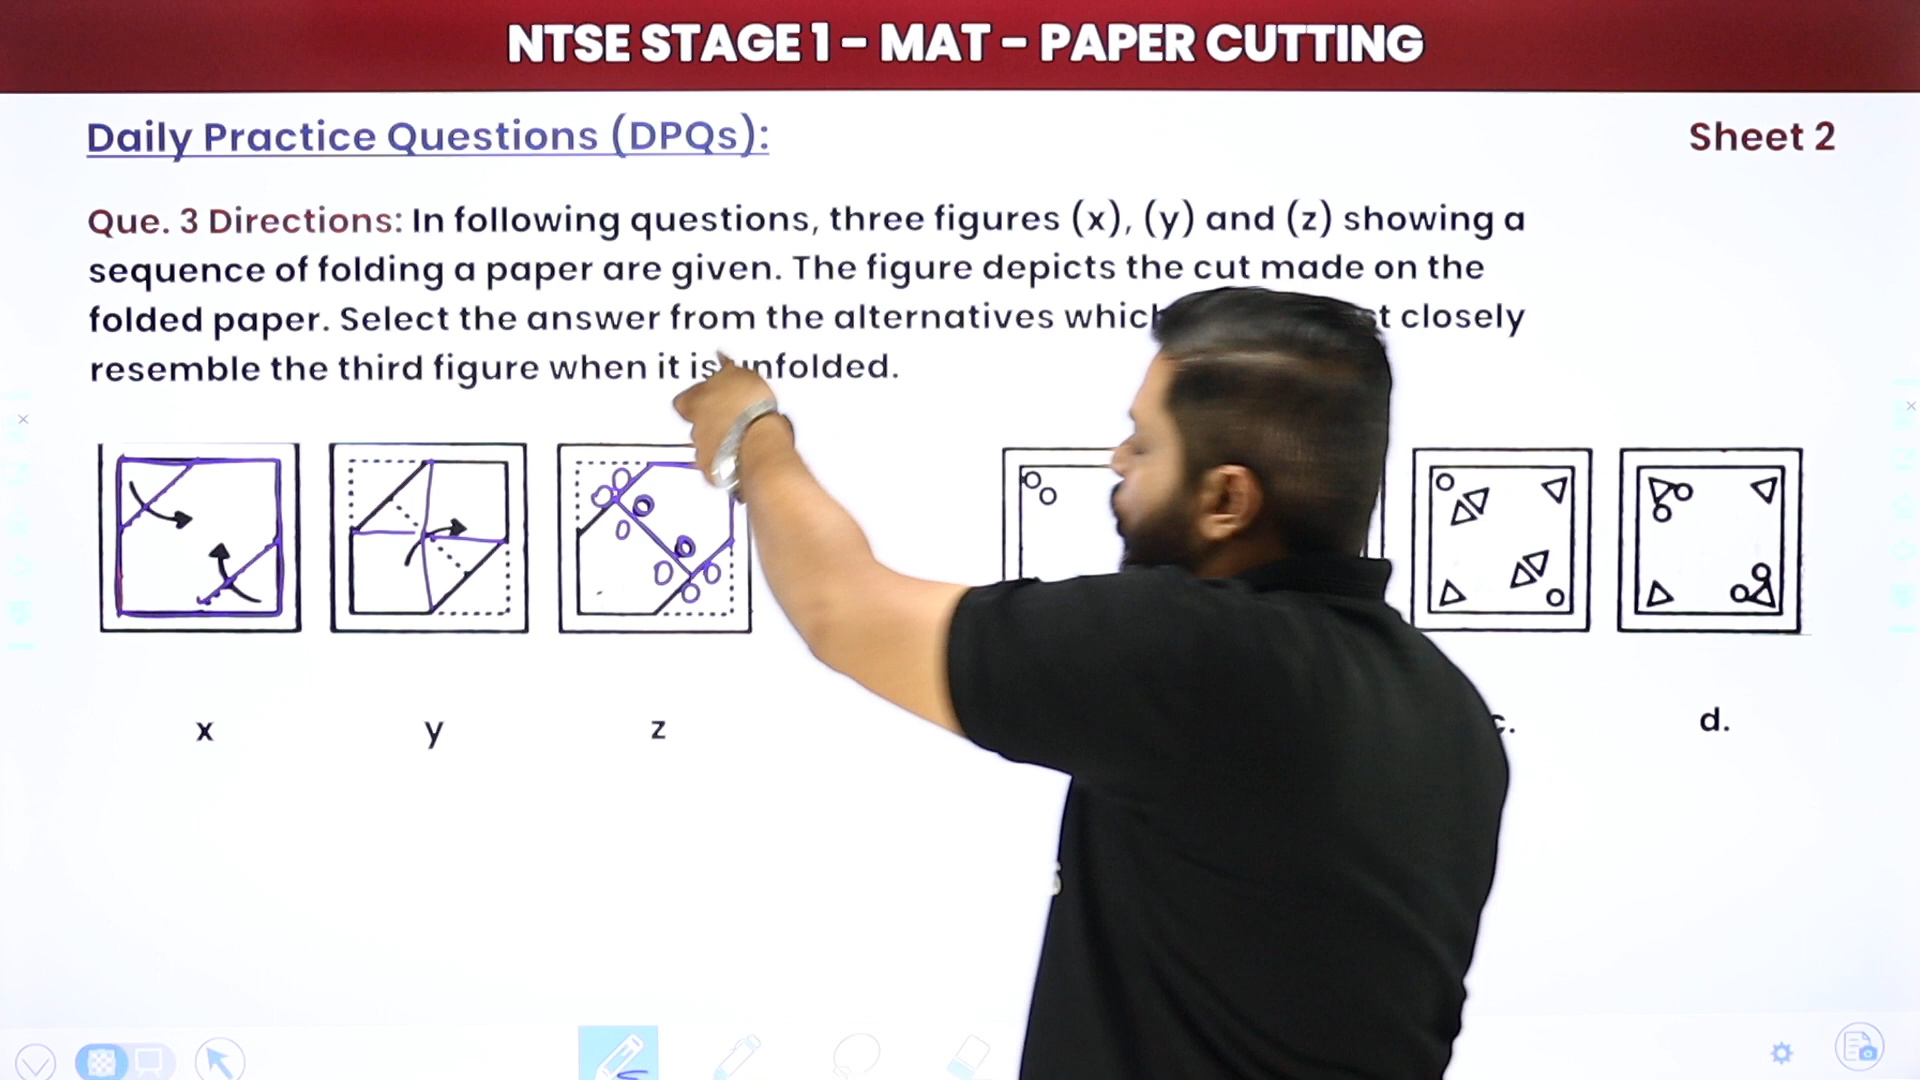 NTSE STAGE 1 – MAT – PAPER CUTTING
Daily Practice Questions (DPQs):
Sheet 2
Que. 3 Directions: In following questions, three figures (x), (y) and (z) showing a
sequence of folding a paper are given. The figure depicts the cut made on the
folded paper. Select the answer from the alternatives closely
resemble the third figure when it is unfolded.
x y z c. d.